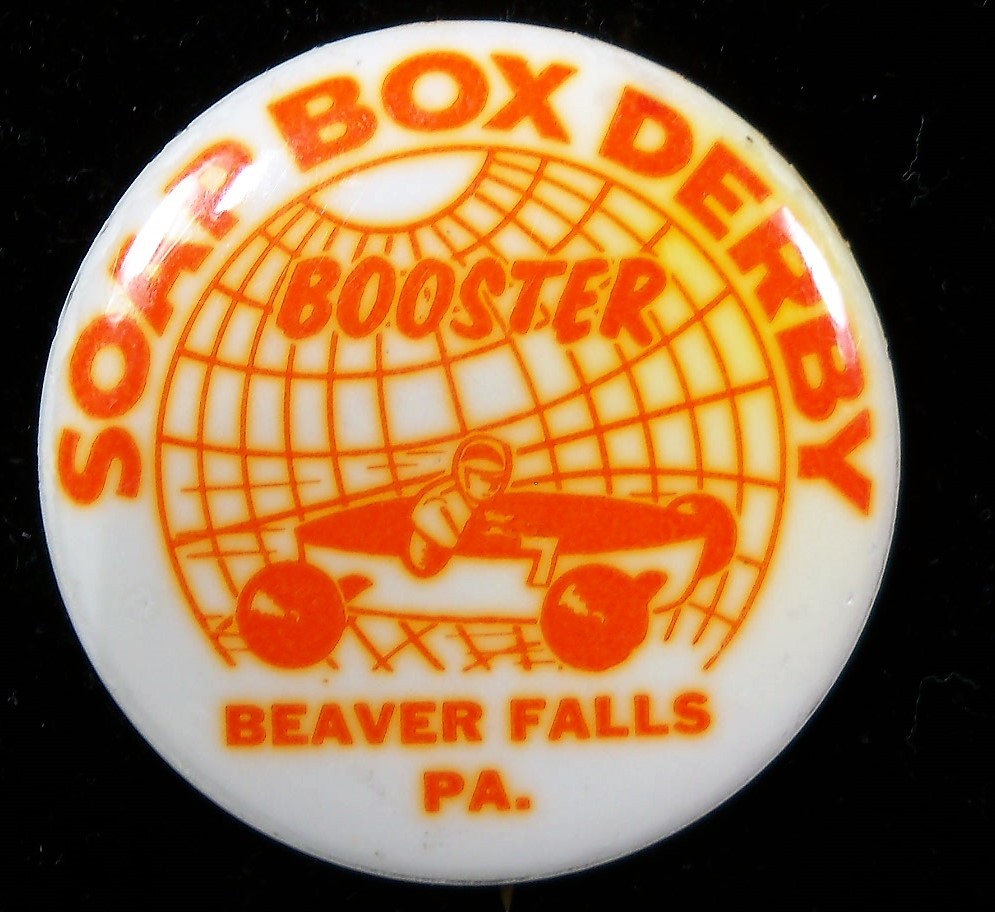 SOAP BOX DERBY
BOOSTER
BEAVER FALLS
PA.